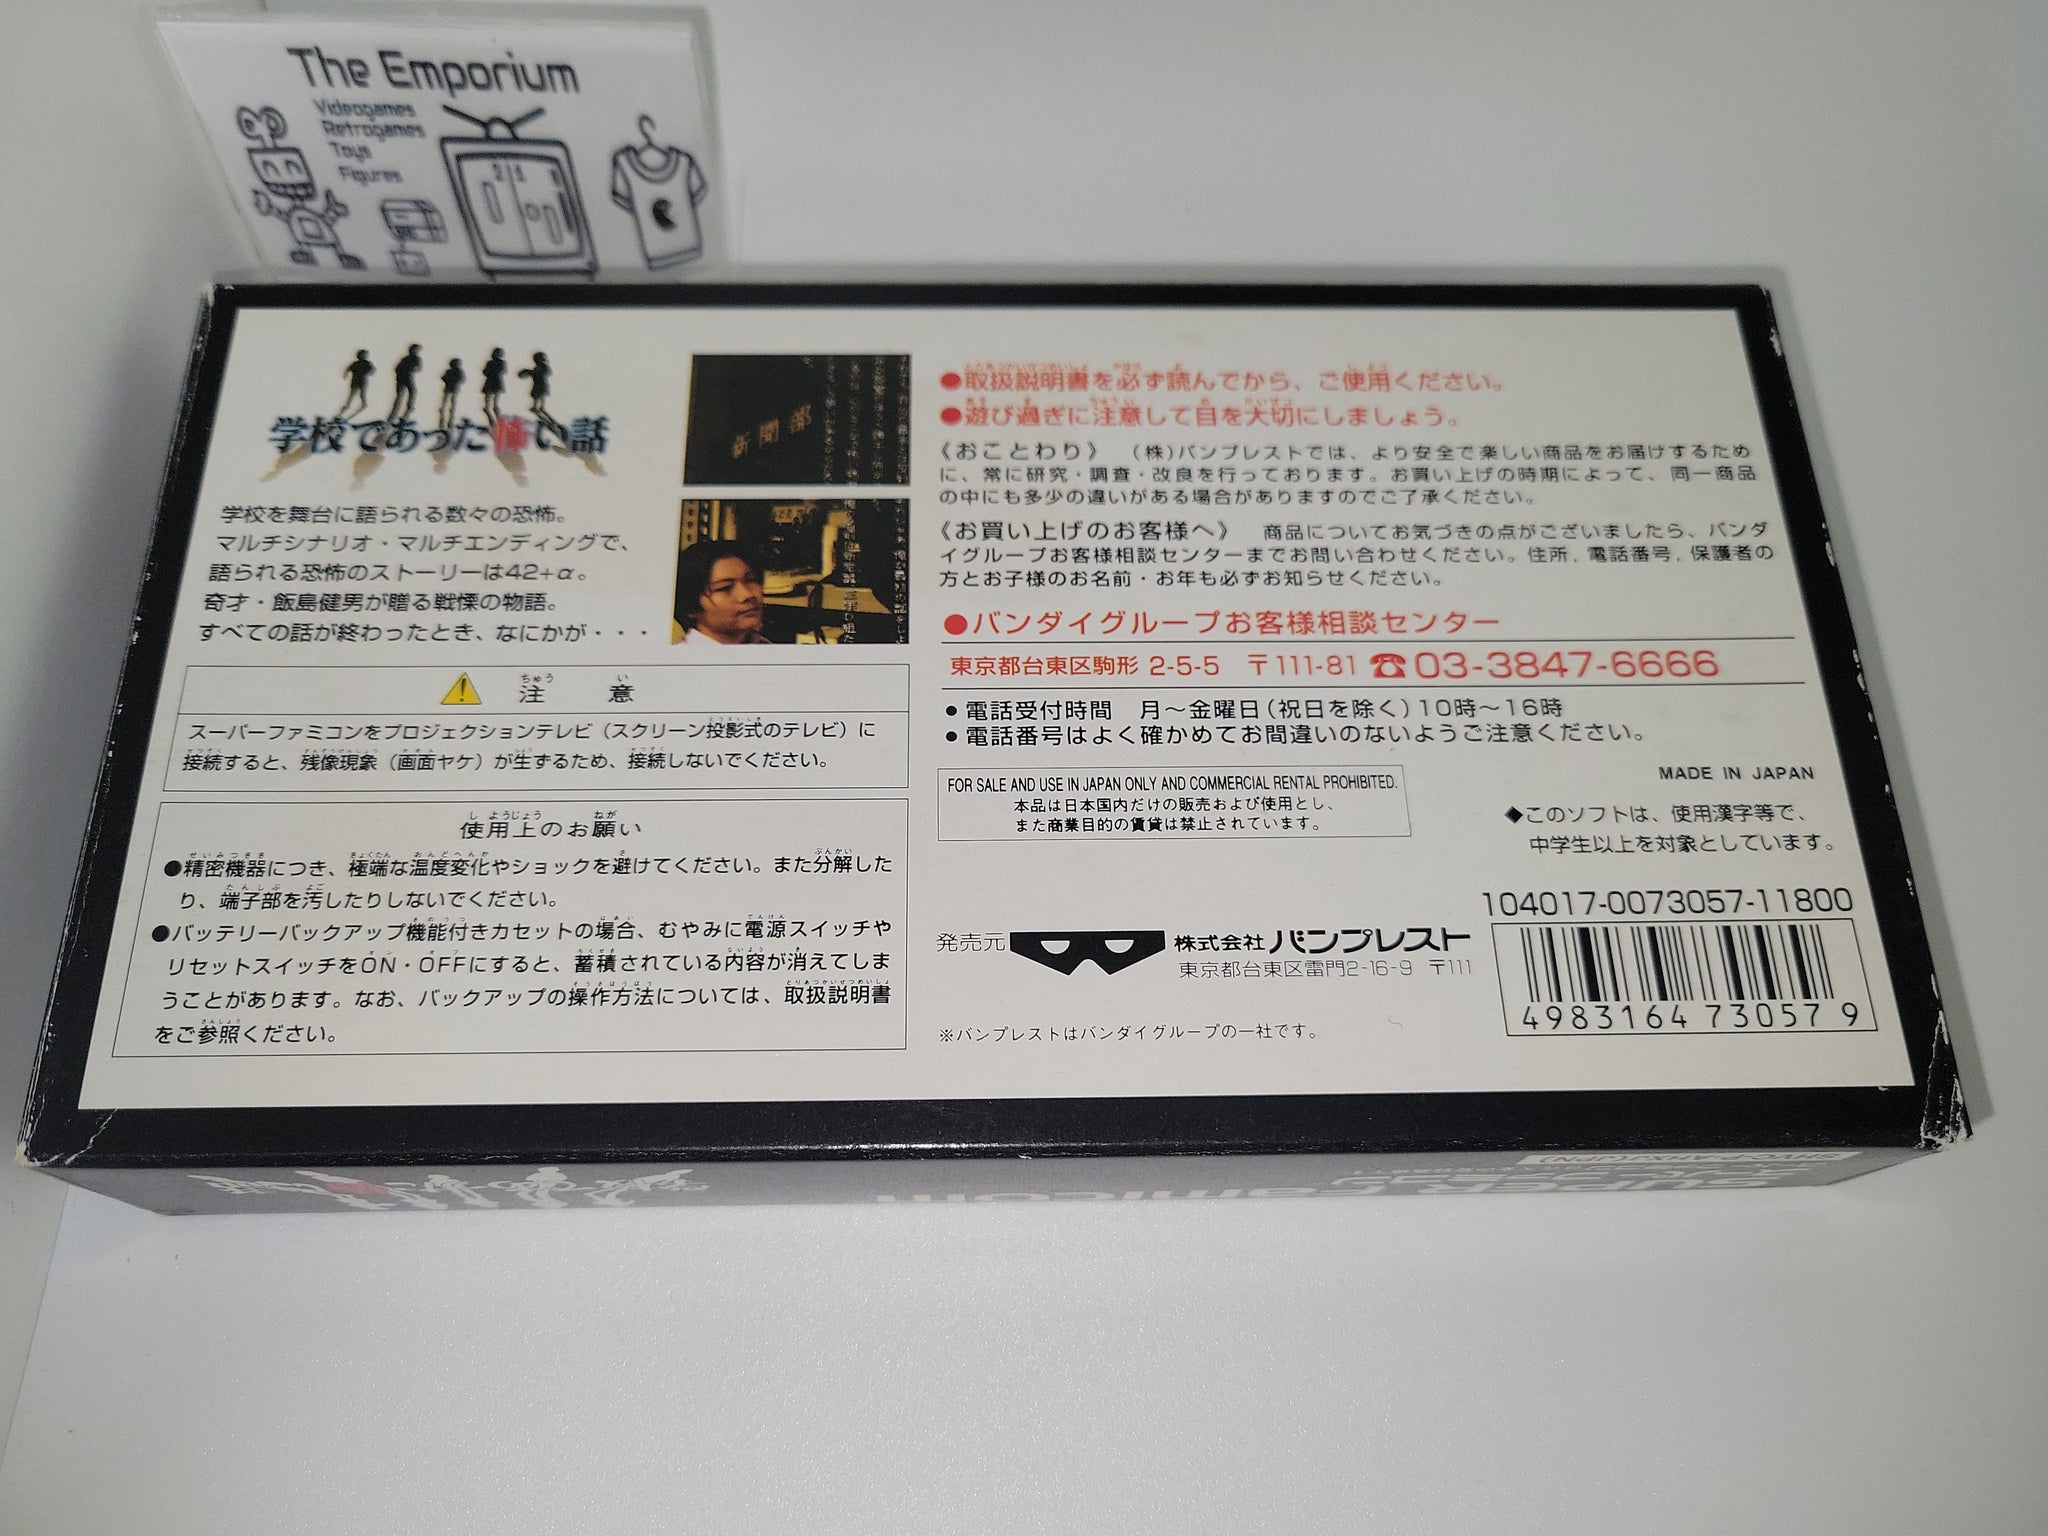 The Emporium
Videogames
Retrogames
Toys
Figures
学校であった怖い話
学校を舞台に語られる数々の恐怖。
マルチシナリオ・マルチエンディングで、
語られる恐怖のストーリーは42+α。
奇才・飯島健男が贈る戦慄の物語。
すべての話が終わったとき、なにかが・・・
新聞部
注意
スーパーファミコンをプロジェクションテレビ（スクリーン投影式のテレビ）に
接続すると、残像現象（画面ヤケ）が生ずるため、接続しないでください。
使用上のお願い
●精密機器につき、極端な温度変化やショックを避けてください。また分解した
り、端子部を汚したりしないでください。
●バッテリーバックアップ機能付きカセットの場合、むやみに電源スイッチや
リセットスイッチをON・OFFにすると、蓄積されている内容が消えてしま
うことがあります。なお、バックアップの操作方法については、取扱説明書
をご参照ください。
●取扱説明書を必ず読んでから、ご使用ください。
●遊び過ぎに注意して目を大切にしましょう。
《おことわり》 (株)バンプレストでは、より安全で楽しい商品をお届けするため
に、常に研究・調査・改良を行っております。お買い上げの時期によって、同一商品
の中にも多少の違いがある場合がありますのでご了承ください。
《お買い上げのお客様へ》 商品についてお気づきの点がございましたら、バンダ
イグループお客様相談センターまでお問い合わせください。住所, 電話番号, 保護者の
方とお子様のお名前・お年も必ずお知らせください。
●バンダイグループお客様相談センター
東京都台東区駒形 2-5-5 〒111-81 ☎03-3847-6666
●電話受付時間 月〜金曜日(祝日を除く)10時〜16時
●電話番号はよく確かめてお間違いのないようご注意ください。
FOR SALE AND USE IN JAPAN ONLY AND COMMERCIAL RENTAL PROHIBITED.
本品は日本国内だけの販売および使用とし、
また商業目的の賃貸は禁止されています。
MADE IN JAPAN
◆このソフトは、使用漢字等で、
中学生以上を対象としています。
104017-0073057-11800
発売元 株式会社バンプレスト
東京都台東区雷門2-16-9 〒111
※バンプレストはバンダイグループの一社です。
4983164 73057 9
SUPER Famicom